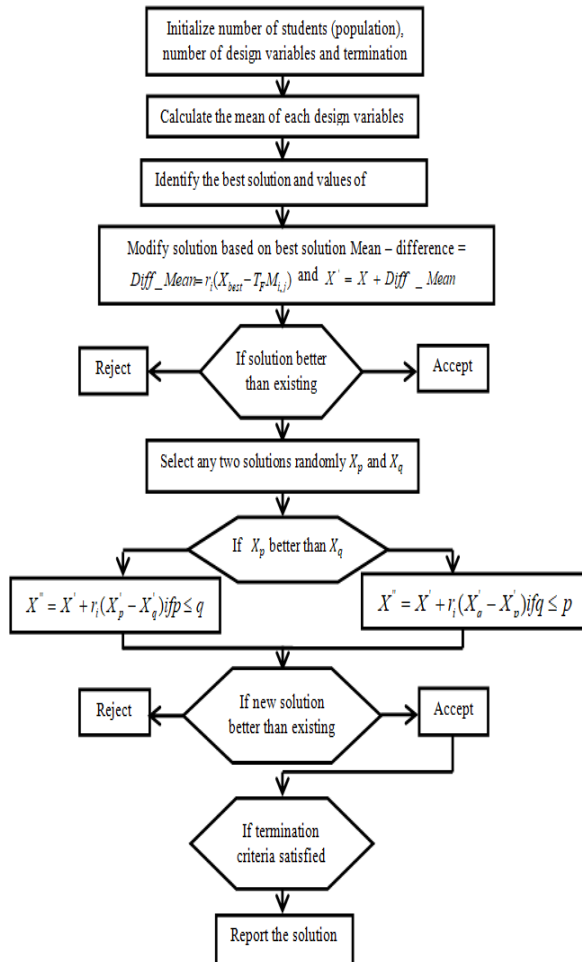 Initialize number of students (population),
number of design variables and termination
Calculate the mean of each design variables
Identify the best solution and values of
Modify solution based on best solution Mean – difference =
Diff_Mean=r_i(X_best−T_F M_i,j) and X' = X + Diff _ Mean
Reject
If solution better
than existing
Accept
Select any two solutions randomly X_p and X_q
If X_p better than X_q
X" = X' + r_i(X'_p − X'_q)ifp ≤ q
X" = X' + r_i(X'_q − X'_p)ifq ≤ p
Reject
If new solution
better than existing
Accept
If termination
criteria satisfied
Report the solution